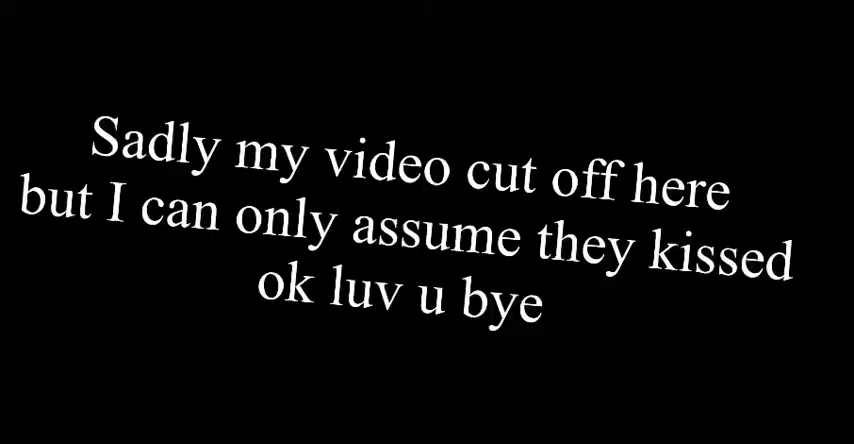 Sadly my video cut off here
but I can only assume they kissed
ok luv u bye